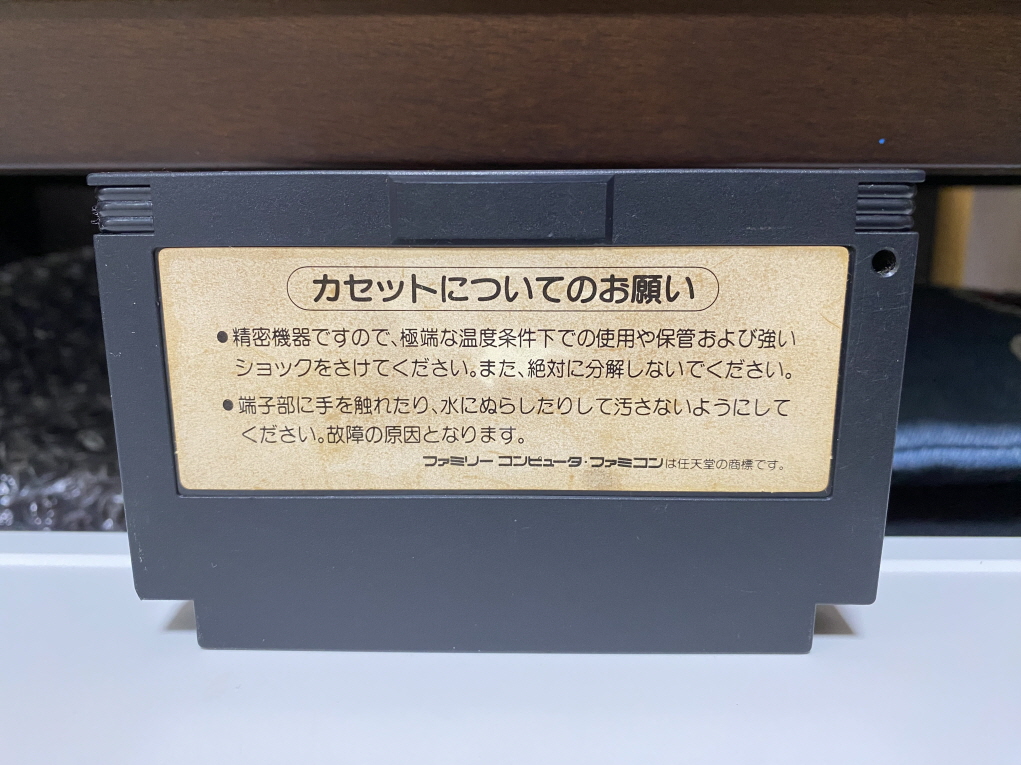 カセットについてのお願い
●精密機器ですので、極端な温度条件下での使用や保管および強い
ショックをさけてください。また、絶対に分解しないでください。
●端子部に手を触れたり、水にぬらしたりして汚さないようにして
ください。故障の原因となります。
ファミリー コンピュータ・ファミコンは任天堂の商標です。